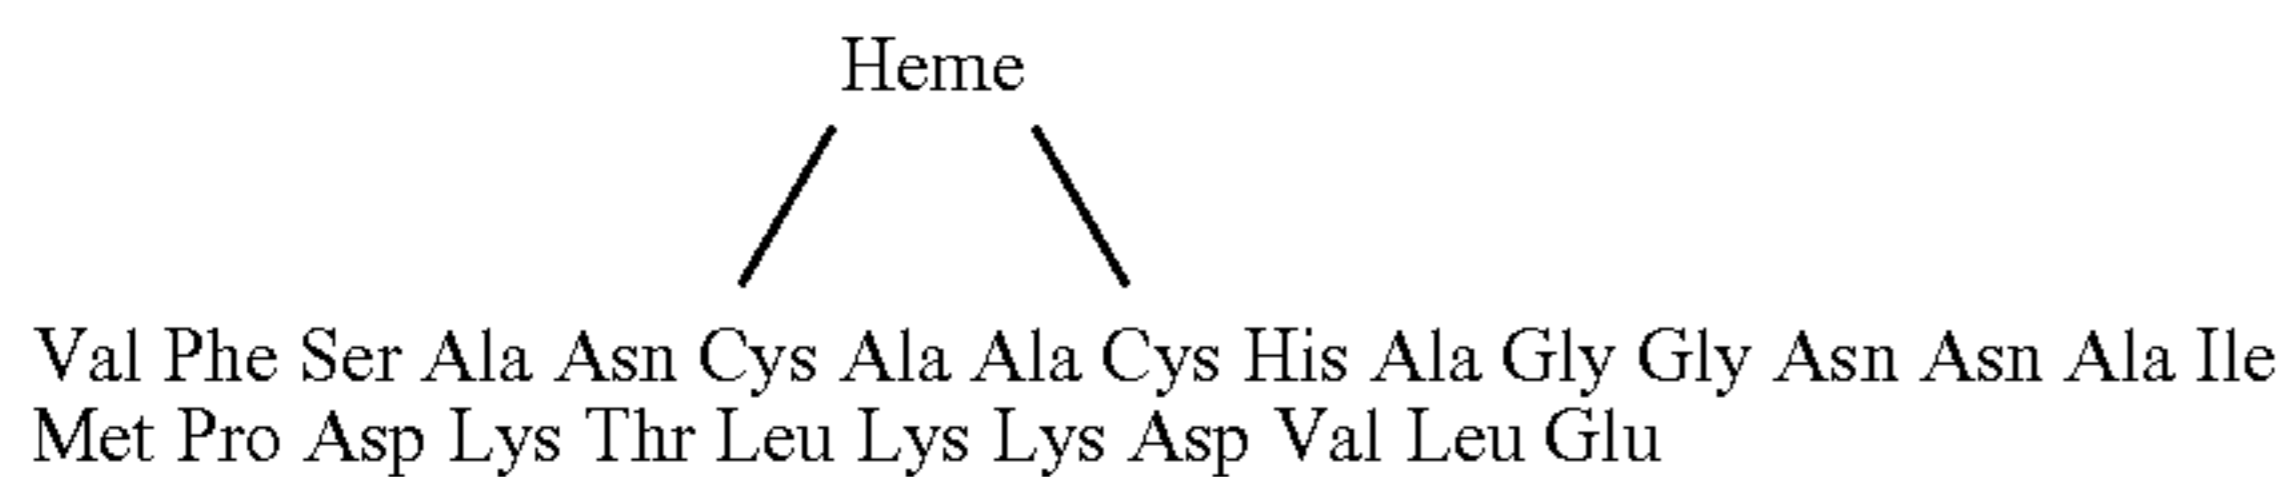 Heme
Val Phe Ser Ala Asn Cys Ala Ala Cys His Ala Gly Gly Asn Asn Ala Ile
Met Pro Asp Lys Thr Leu Lys Lys Asp Val Leu Glu